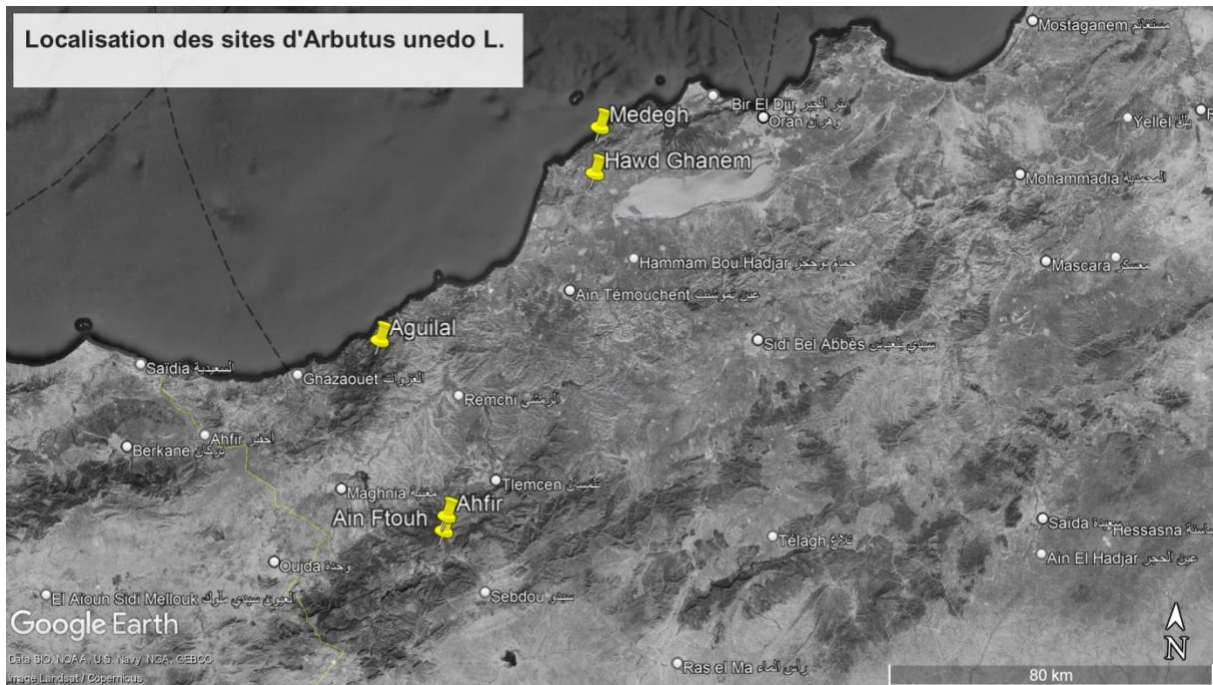 Localisation des sites d'Arbutus unedo L.
Mostaganem مستغانم
Medegh
Bir El Djir بئر الجير
Oran وهران
Yellel يلل
R
Hawd Ghanem
Mohammadia المحمدية
Hammam Bou Hadjar حمام بوحجر
Mascara معسكر
Ain Témouchent عين تموشنت
Aguilal
Sidi Bel Abbès سيدي بلعباس
Saïdia السعيدية
Ghazaouet الغزوات
Remchi الرمشي
Ahfir أحفير
Berkane بركان
Tlemcen تلمسان
Maghnia مغنية
Ahfir
Ain Ftouh
Saïda سعيدة
Hessasna
Télagh تلاغ
Ain El Hadjar عين الحجر
Oujda وجدة
El Aïoun Sidi Mellouk العيون سيدي ملوك
Sebdou سبدو
Google Earth
Data SIO, NOAA, U.S. Navy, NGA, GEBCO
Image Landsat / Copernicus
Ras el Ma رأس الماء
N
80 km